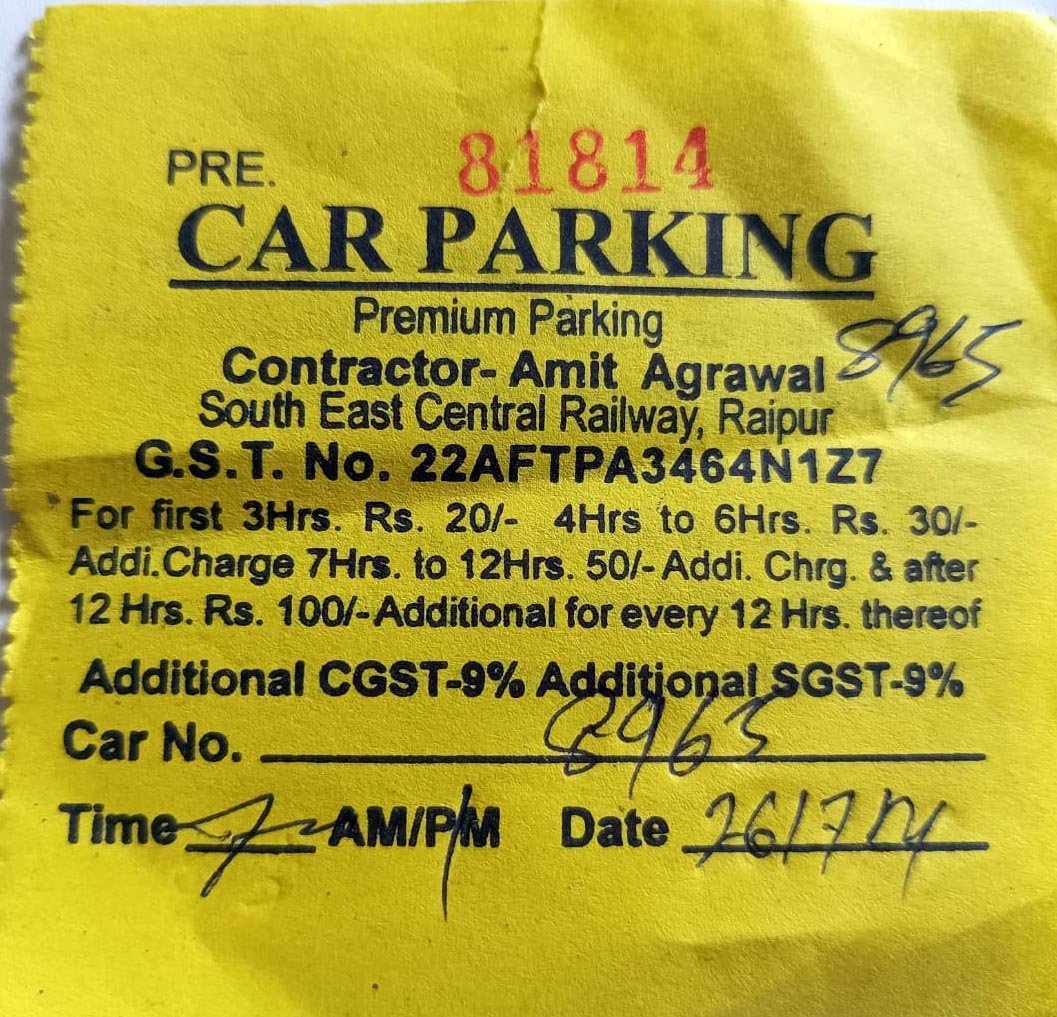 PRE. 81814
CAR PARKING
Premium Parking
Contractor- Amit Agrawal 8965
South East Central Railway, Raipur
G.S.T. No. 22AFTPA3464N1Z7
For first 3Hrs. Rs. 20/- 4Hrs to 6Hrs. Rs. 30/-
Addi.Charge 7Hrs. to 12Hrs. 50/- Addi. Chrg. & after
12 Hrs. Rs. 100/- Additional for every 12 Hrs. thereof
Additional CGST-9% Additional SGST-9%
Car No. 8965
Time 7 AM/PM Date 26/7